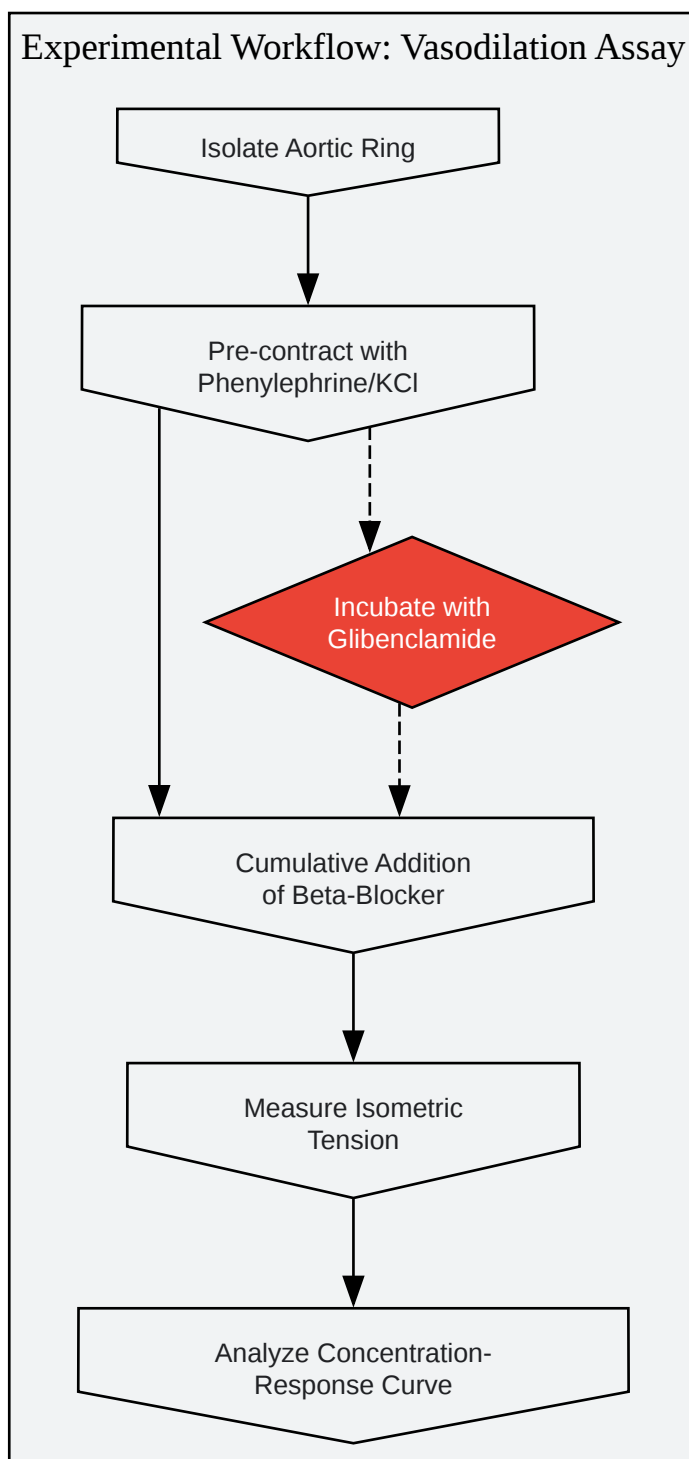 Experimental Workflow: Vasodilation Assay
Isolate Aortic Ring
Pre-contract with
Phenylephrine/KCl
Incubate with
Glibenclamide
Cumulative Addition
of Beta-Blocker
Measure Isometric
Tension
Analyze Concentration-
Response Curve